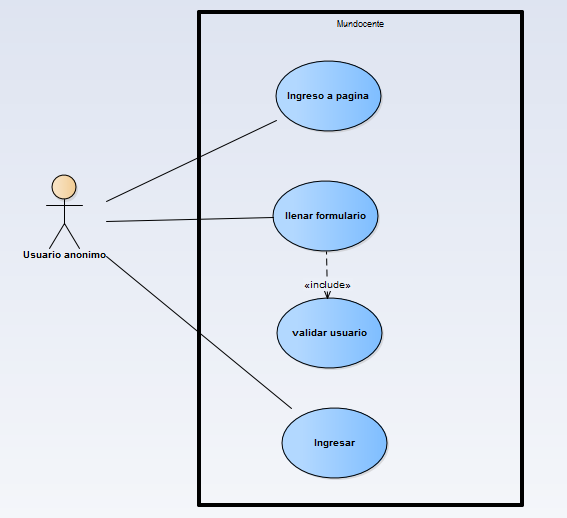 Mundocente
Ingreso a pagina
llenar formulario
Usuario anonimo
«include»
validar usuario
Ingresar